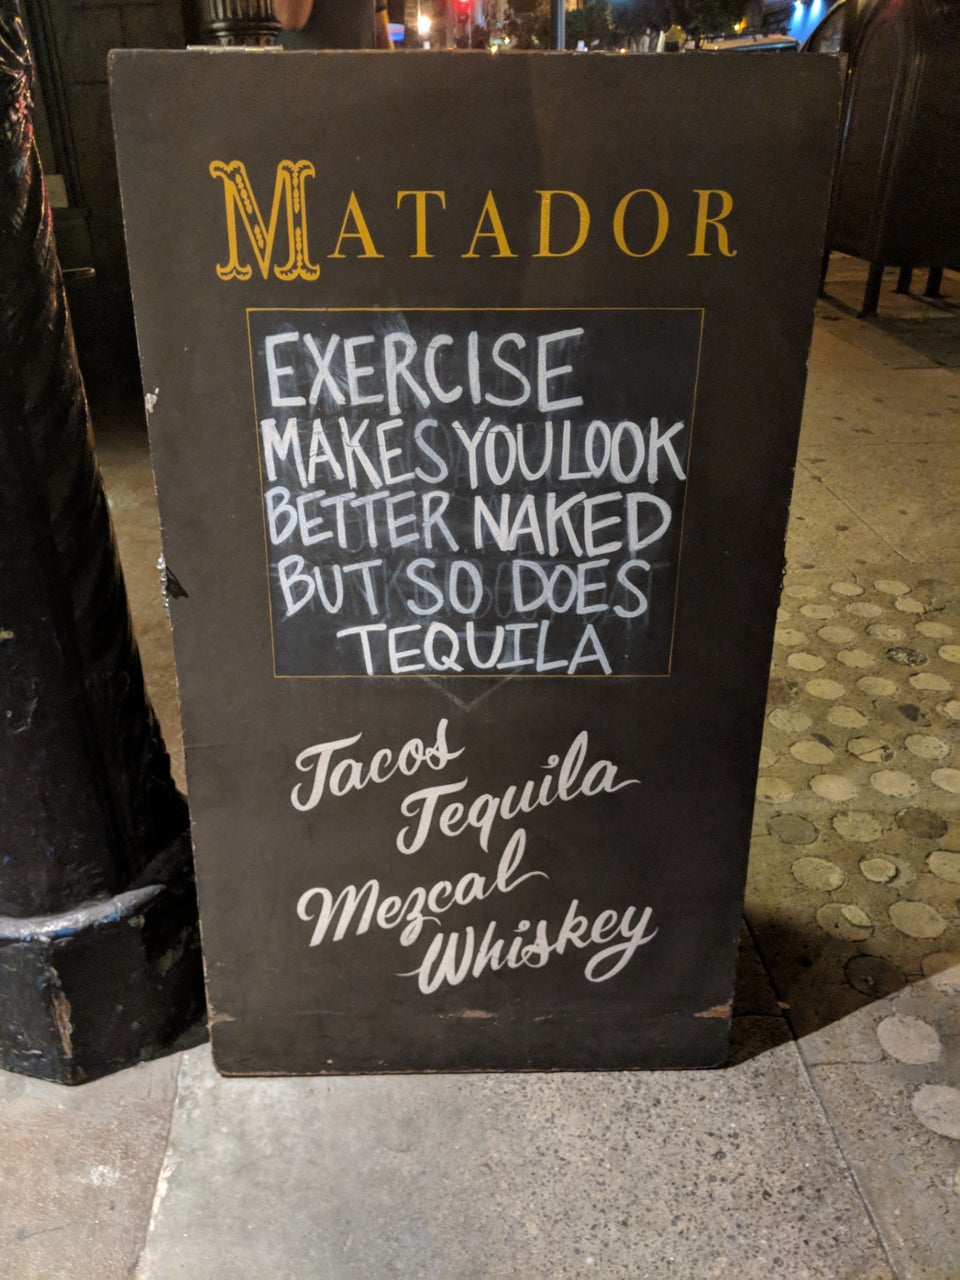 MATADOR
EXERCISE
MAKES YOU LOOK
BETTER NAKED
BUT SO DOES
TEQUILA
Tacos
Tequila
Mezcal
Whiskey